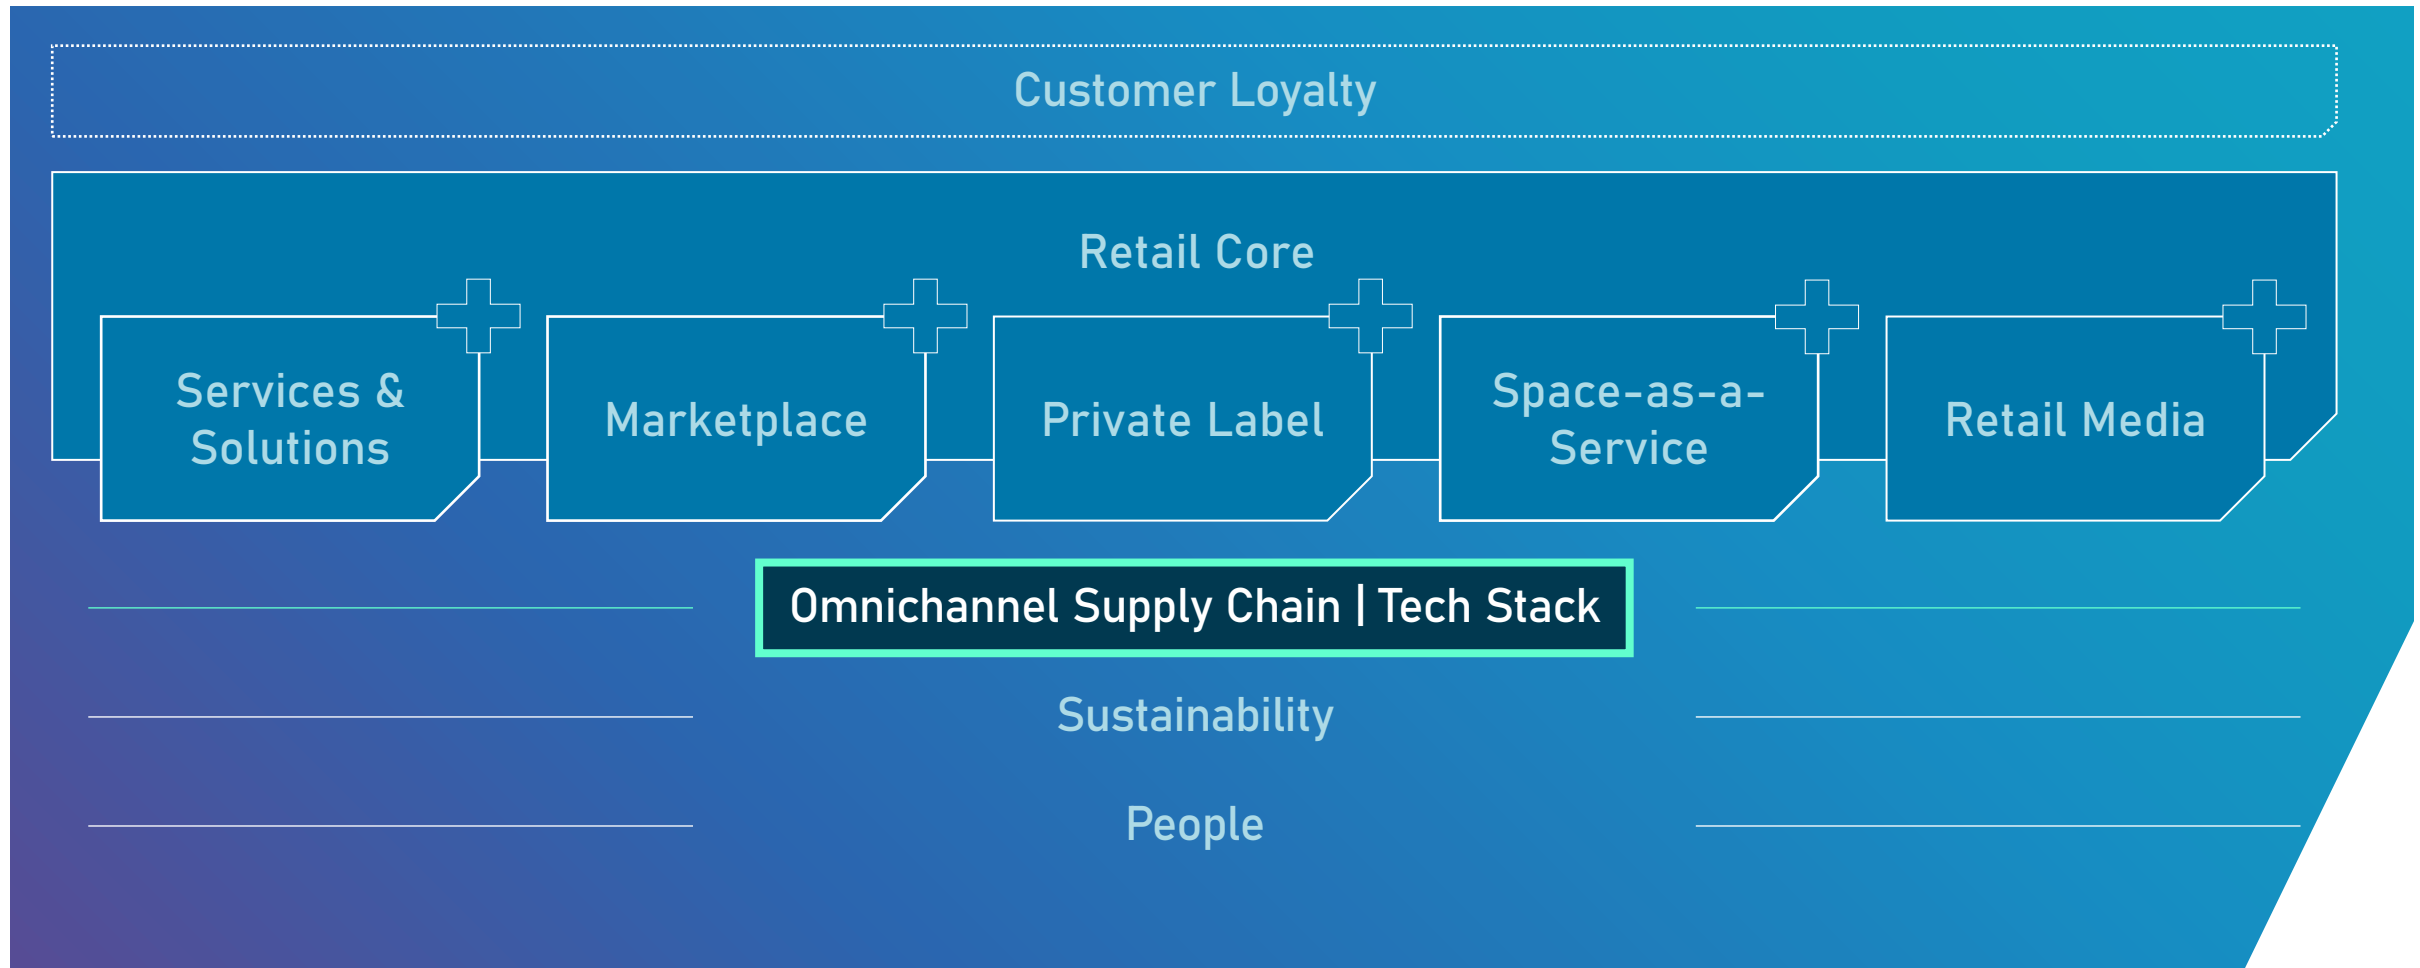 Customer Loyalty
Retail Core
Services &
Solutions
Marketplace
Private Label
Space-as-a-
Service
Retail Media
Omnichannel Supply Chain | Tech Stack
Sustainability
People